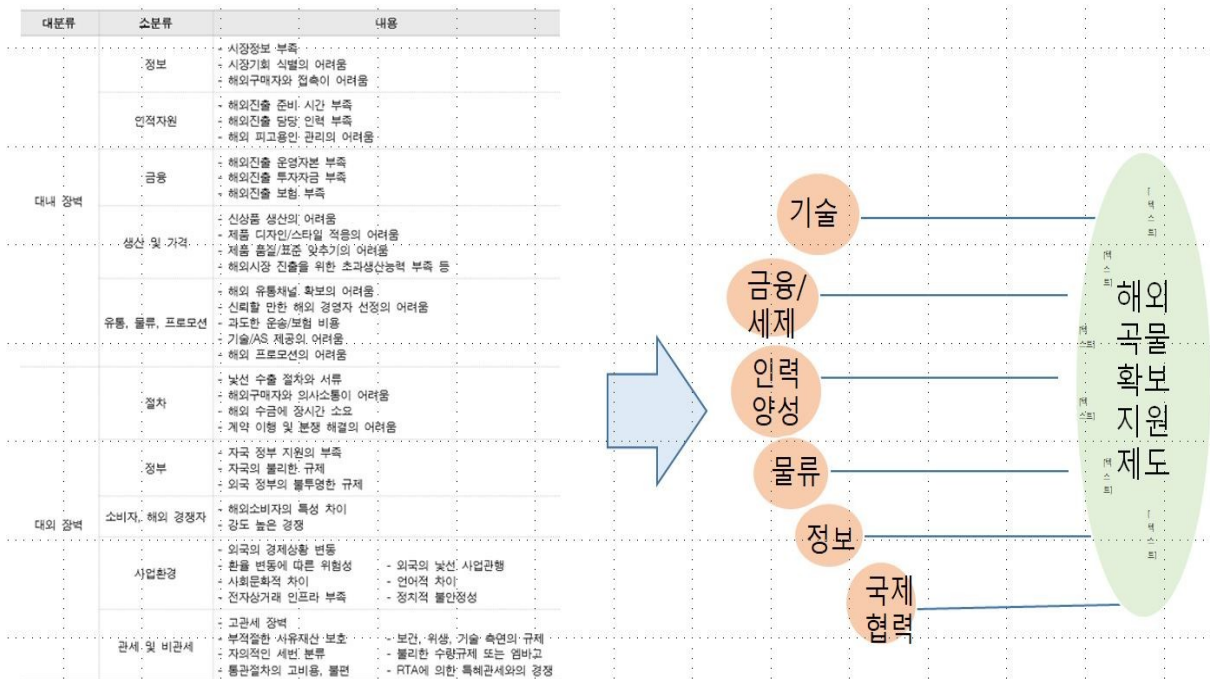 대분류 소분류 내용
대내 장벽
정보
- 시장정보 부족
- 시장기회 식별의 어려움
- 해외구매자와 접촉이 어려움
인적자원
- 해외진출 준비 시간 부족
- 해외진출 담당 인력 부족
- 해외 피고용인 관리의 어려움
금융
- 해외진출 운영자본 부족
- 해외진출 투자자금 부족
- 해외진출 보험 부족
생산 및 가격
- 신상품 생산의 어려움
- 제품 디자인/스타일 적응의 어려움
- 제품 품질/표준 맞추기의 어려움
- 해외시장 진출을 위한 초과생산능력 부족 등
유통, 물류, 프로모션
- 해외 유통채널 확보의 어려움
- 신뢰할 만한 해외 경영자 선정의 어려움
- 과도한 운송/보험 비용
- 기술/AS 제공의 어려움
- 해외 프로모션의 어려움
절차
- 낯선 수출 절차와 서류
- 해외구매자와 의사소통이 어려움
- 해외 수금에 장시간 소요
- 계약 이행 및 분쟁 해결의 어려움
대외 장벽
정부
- 자국 정부 지원의 부족
- 자국의 불리한 규제
- 외국 정부의 불투명한 규제
소비자, 해외 경쟁자
- 해외소비자의 특성 차이
- 강도 높은 경쟁
사업환경
- 외국의 경제상황 변동
- 환율 변동에 따른 위험성 - 외국의 낯선 사업관행
- 사회문화적 차이 - 언어적 차이
- 전자상거래 인프라 부족 - 정치적 불안정성
관세 및 비관세
- 고관세 장벽
- 부적절한 사유재산 보호 - 보건, 위생, 기술 측면의 규제
- 자의적인 세번 분류 - 불리한 수량규제 또는 엠바고
- 통관절차의 고비용, 불편 - RTA에 의한 특혜관세와의 경쟁
기술
금융/
세제
인력
양성
물류
정보
국제
협력
[텍스트]
[텍스트]
[텍스트]
[텍스트]
[텍스트]
[텍스트]
해외
곡물
확보
지원
제도